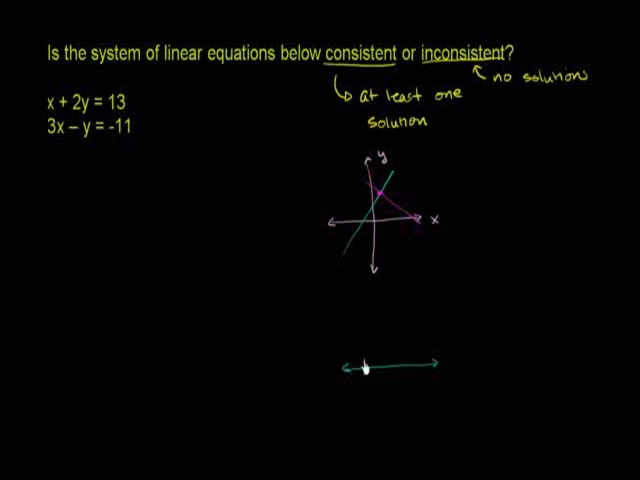 Is the system of linear equations below consistent or inconsistent?
no solutions
at least one
solution
x + 2y = 13
3x – y = -11
y
x